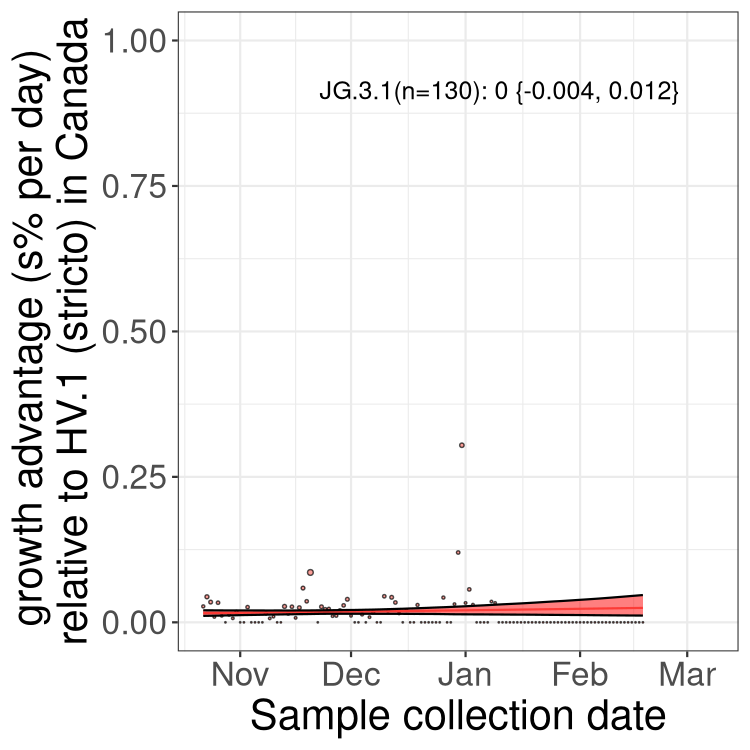 growth advantage (s% per day)
relative to HV.1 (stricto) in Canada
1.00
0.75
0.50
0.25
0.00
JG.3.1(n=130): 0 {-0.004, 0.012}
Nov Dec Jan Feb Mar
Sample collection date